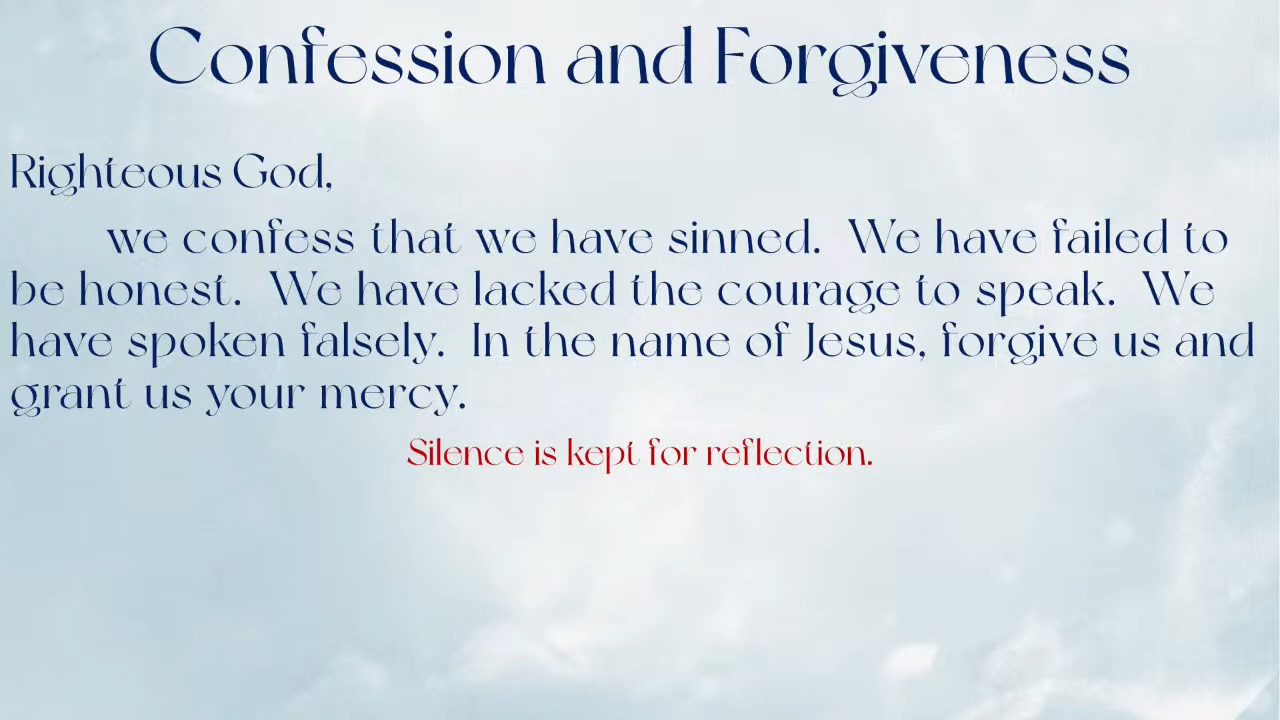 Confession and Forgiveness
Righteous God,
we confess that we have sinned.  We have failed to
be honest.  We have lacked the courage to speak.  We
have spoken falsely.  In the name of Jesus, forgive us and
grant us your mercy.
Silence is kept for reflection.